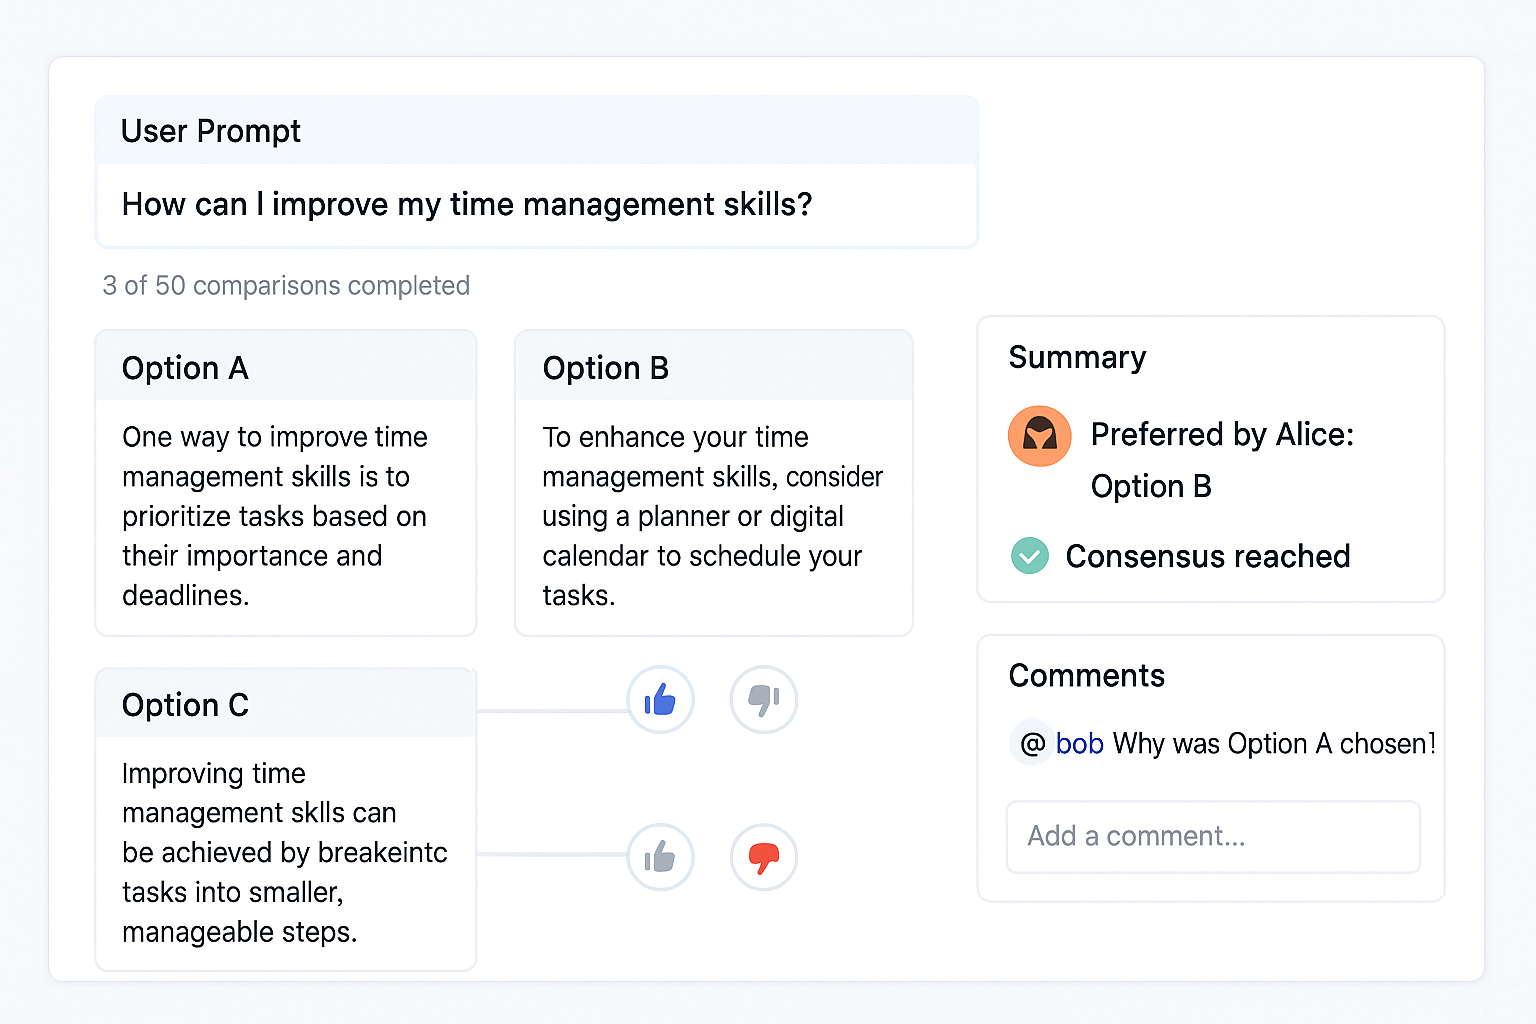 User Prompt
How can I improve my time management skills?
3 of 50 comparisons completed
Option A
One way to improve time
management skills is to
prioritize tasks based on
their importance and
deadlines.
Option B
To enhance your time
management skills, consider
using a planner or digital
calendar to schedule your
tasks.
Option C
Improving time
management sklls can
be achieved by breakeintc
tasks into smaller,
manageable steps.
Summary
Preferred by Alice:
Option B
Consensus reached
Comments
@ bob Why was Option A chosen?
Add a comment...